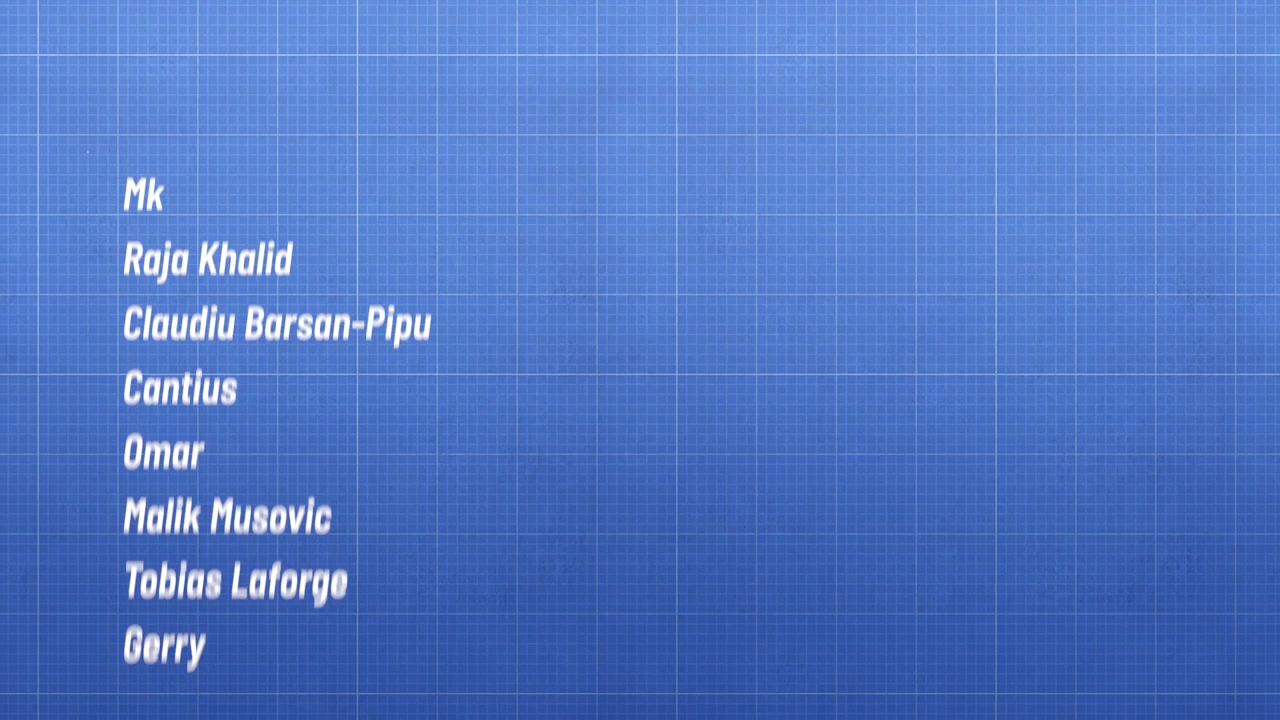 Mk
Raja Khalid
Claudiu Barsan-Pipu
Cantius
Omar
Malik Musovic
Tobias Laforge
Gerry